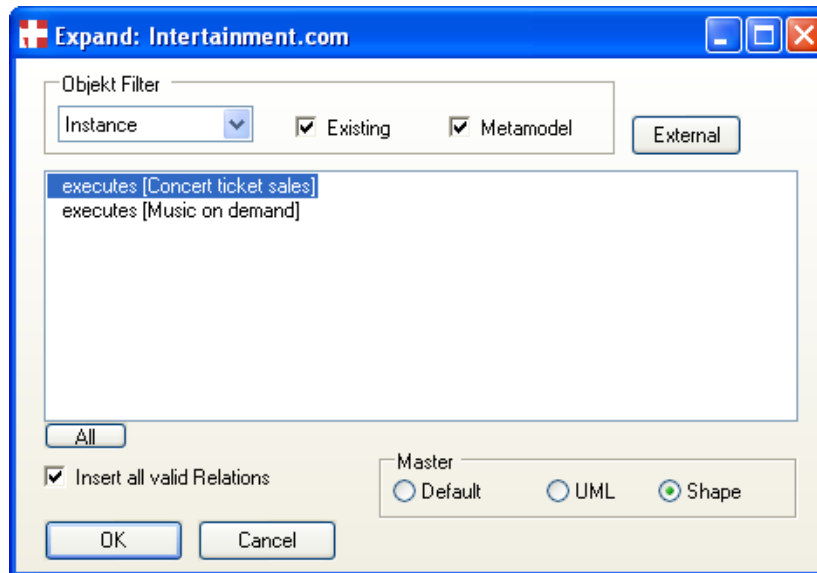 Expand: Intertainment.com
Objekt Filter
Instance
Existing
Metamodel
External
executes [Concert ticket sales]
executes [Music on demand]
All
Insert all valid Relations
Master
Default
UML
Shape
OK
Cancel